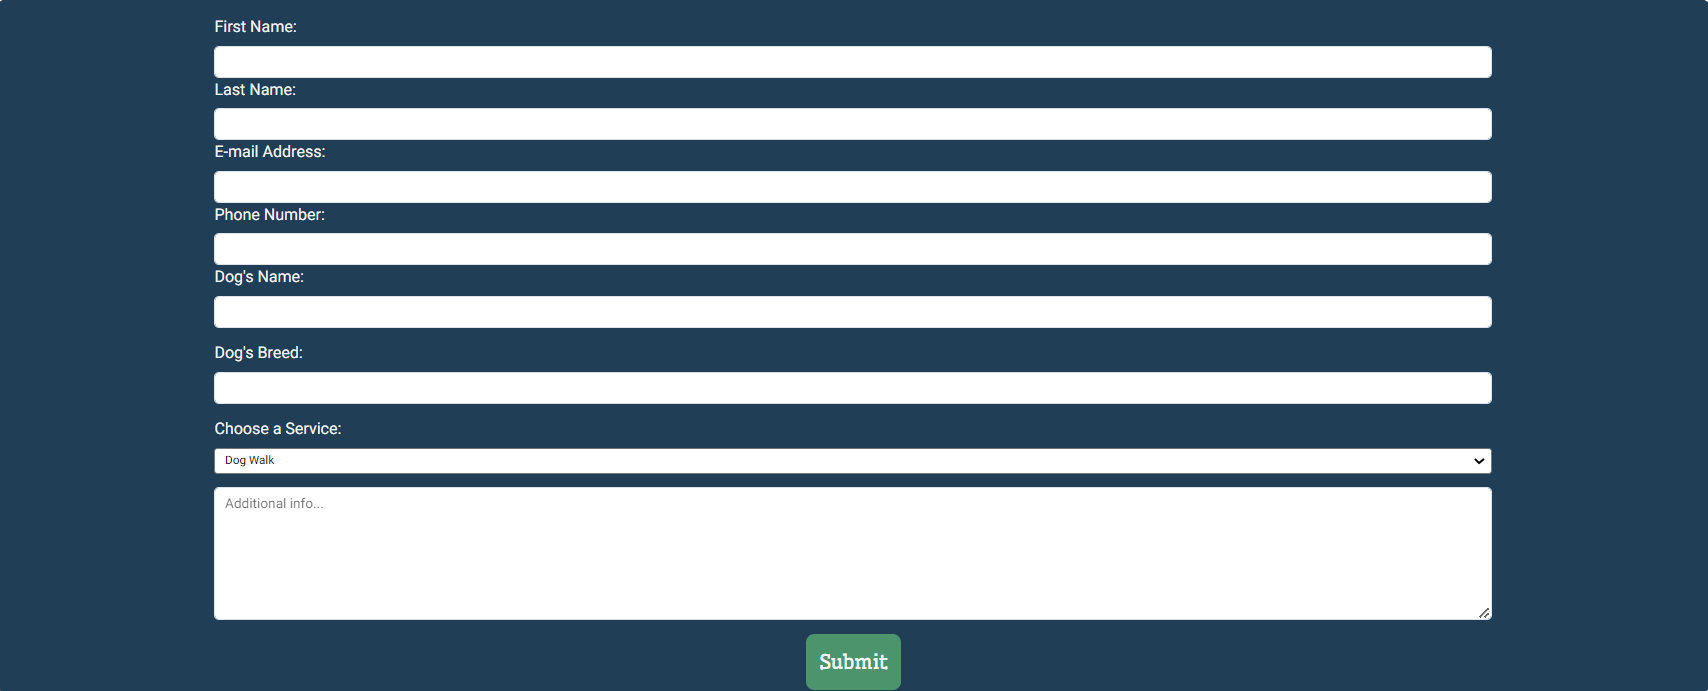 First Name:
Last Name:
E-mail Address:
Phone Number:
Dog's Name:
Dog's Breed:
Choose a Service:
Dog Walk
Additional info...
Submit